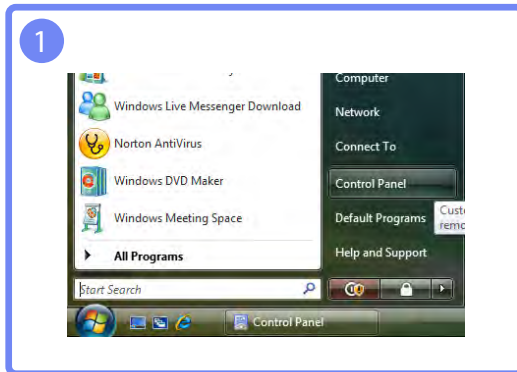 1
Windows Live Messenger Download
Norton AntiVirus
Windows DVD Maker
Windows Meeting Space
All Programs
Start Search
Computer
Network
Connect To
Control Panel
Default Programs
Help and Support
Control Panel